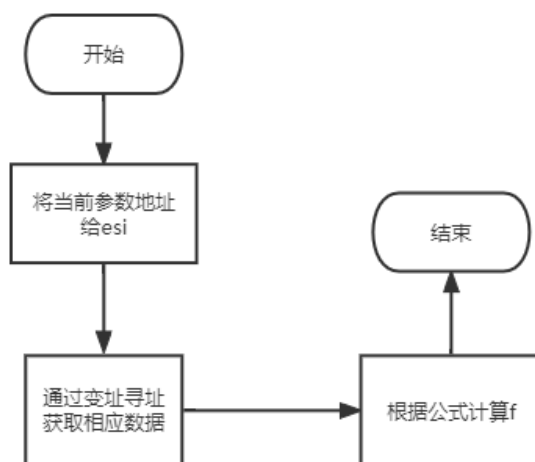 开始
将当前参数地址
给esi
通过变址寻址
获取相应数据
根据公式计算f
结束